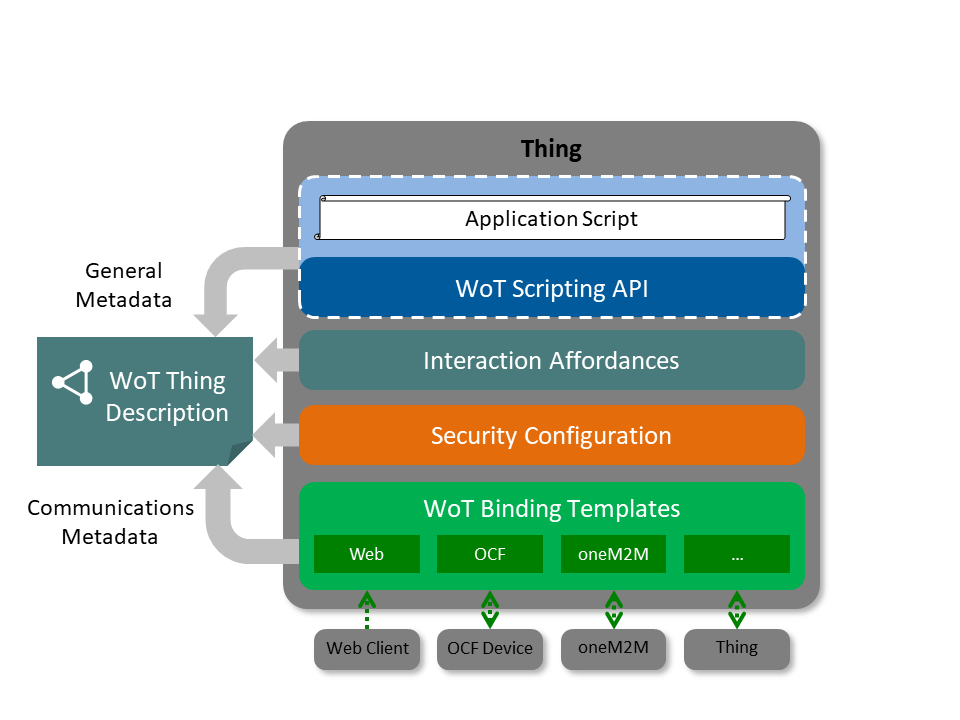 Thing
Application Script
General
Metadata
WoT Scripting API
Interaction Affordances
WoT Thing
Description
Security Configuration
Communications
Metadata
WoT Binding Templates
Web
OCF
oneM2M
...
Web Client
OCF Device
oneM2M
Thing